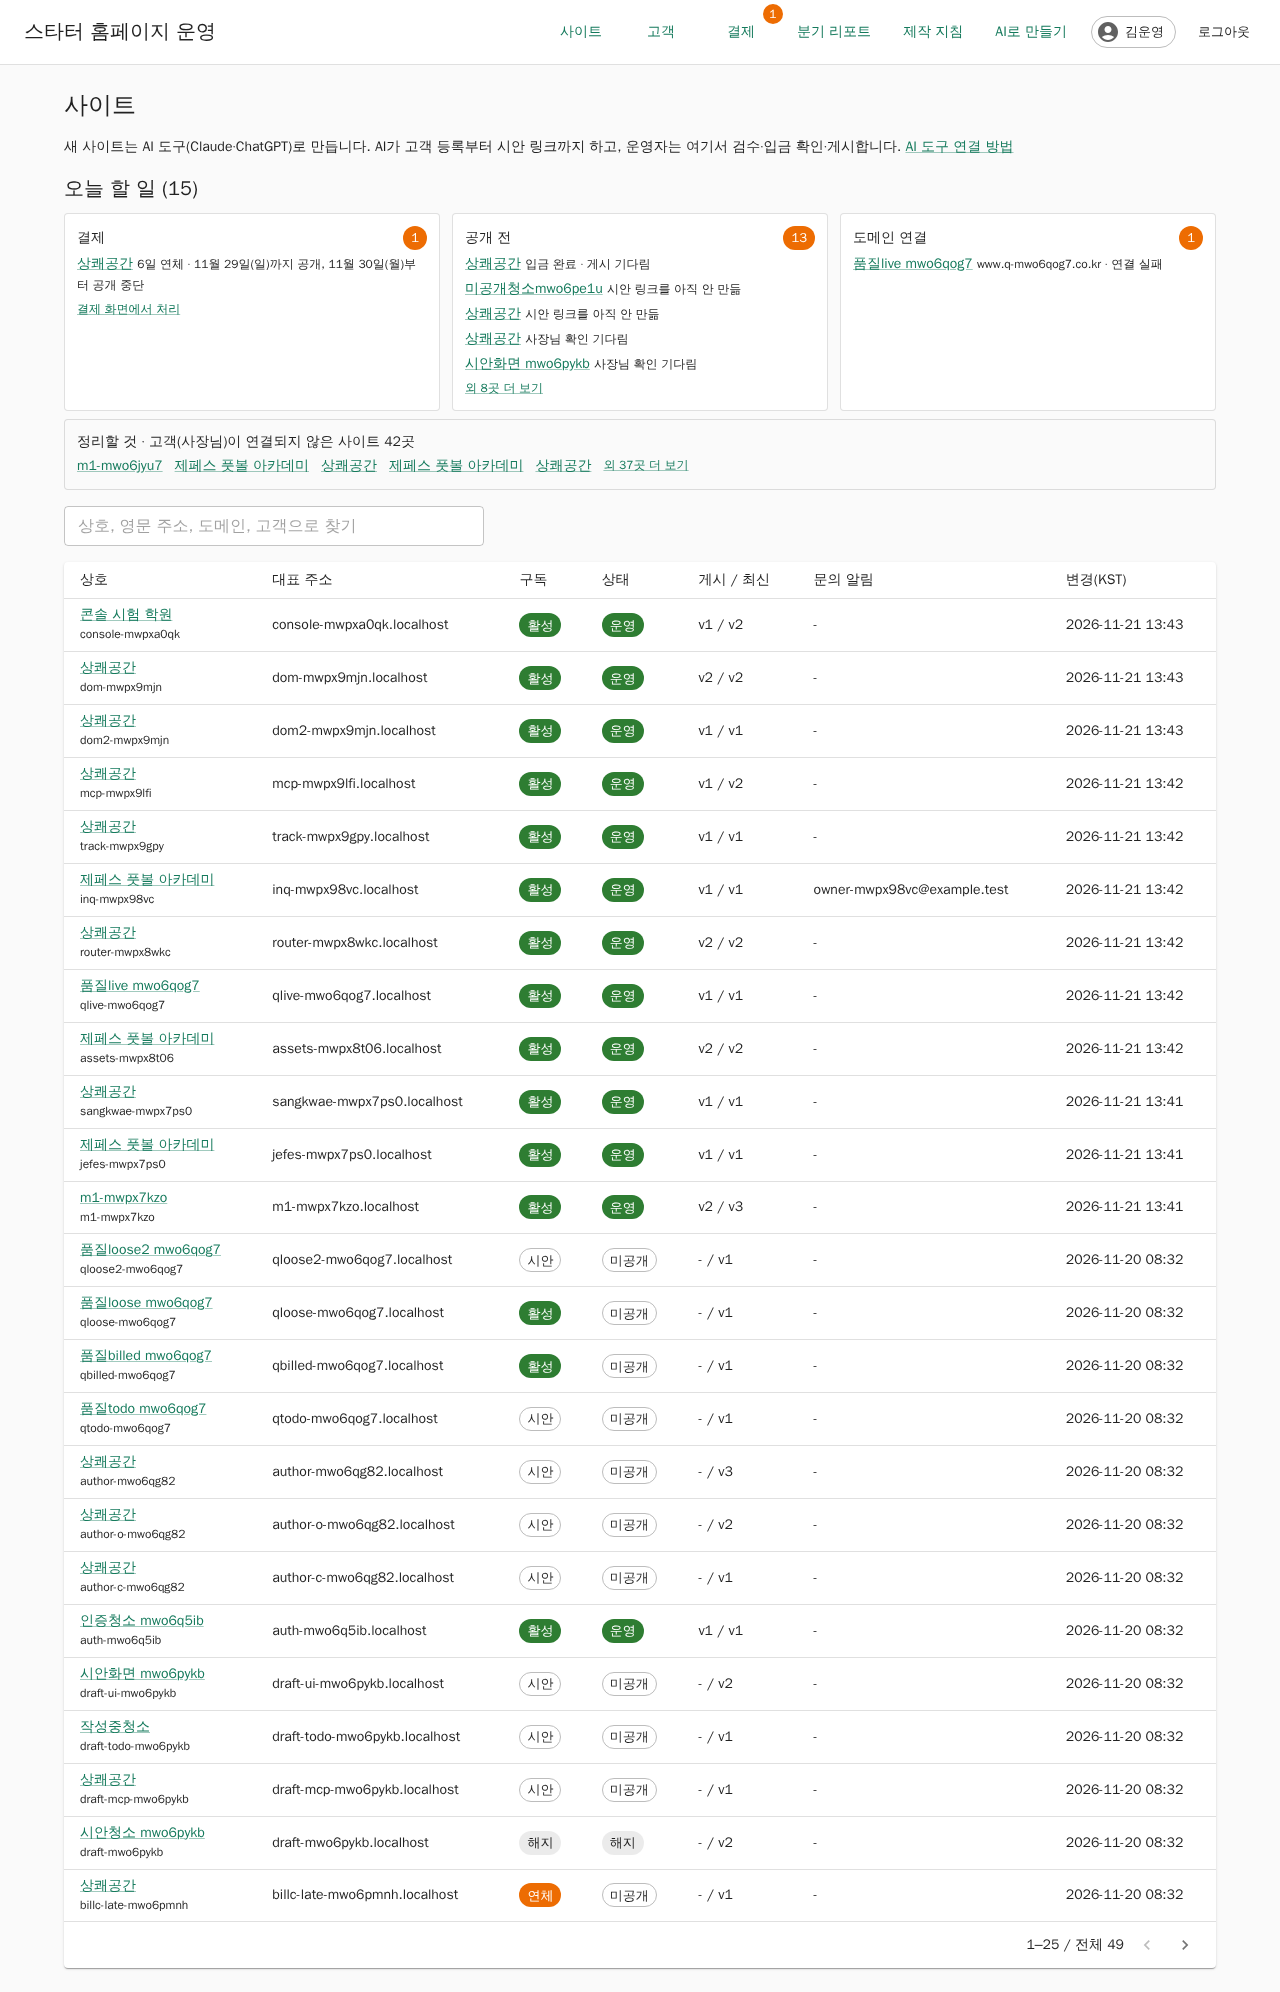 스타터 홈페이지 운영
사이트 고객 결제 1 분기 리포트 제작 지침 AI로 만들기 김운영 로그아웃
사이트
새 사이트는 AI 도구(Claude·ChatGPT)로 만듭니다. AI가 고객 등록부터 시안 링크까지 하고, 운영자는 여기서 검수·입금 확인·게시합니다. AI 도구 연결 방법
오늘 할 일 (15)
결제 1
상쾌공간 6일 연체 · 11월 29일(일)까지 공개, 11월 30일(월)부
터 공개 중단
결제 화면에서 처리
공개 전 13
상쾌공간 입금 완료 · 게시 기다림
미공개청소mwo6pe1u 시안 링크를 아직 안 만듦
상쾌공간 시안 링크를 아직 안 만듦
상쾌공간 사장님 확인 기다림
시안화면 mwo6pykb 사장님 확인 기다림
외 8곳 더 보기
도메인 연결 1
품질live mwo6qog7 www.q-mwo6qog7.co.kr · 연결 실패
정리할 것 · 고객(사장님)이 연결되지 않은 사이트 42곳
m1-mwo6jyu7 제페스 풋볼 아카데미 상쾌공간 제페스 풋볼 아카데미 상쾌공간 외 37곳 더 보기
상호, 영문 주소, 도메인, 고객으로 찾기
상호 대표 주소 구독 상태 게시 / 최신 문의 알림 변경(KST)
콘솔 시험 학원
console-mwpxa0qk console-mwpxa0qk.localhost 활성 운영 v1 / v2 - 2026-11-21 13:43
상쾌공간
dom-mwpx9mjn dom-mwpx9mjn.localhost 활성 운영 v2 / v2 - 2026-11-21 13:43
상쾌공간
dom2-mwpx9mjn dom2-mwpx9mjn.localhost 활성 운영 v1 / v1 - 2026-11-21 13:43
상쾌공간
mcp-mwpx9lfi mcp-mwpx9lfi.localhost 활성 운영 v1 / v2 - 2026-11-21 13:42
상쾌공간
track-mwpx9gpy track-mwpx9gpy.localhost 활성 운영 v1 / v1 - 2026-11-21 13:42
제페스 풋볼 아카데미
inq-mwpx98vc inq-mwpx98vc.localhost 활성 운영 v1 / v1 owner-mwpx98vc@example.test 2026-11-21 13:42
상쾌공간
router-mwpx8wkc router-mwpx8wkc.localhost 활성 운영 v2 / v2 - 2026-11-21 13:42
품질live mwo6qog7
qlive-mwo6qog7 qlive-mwo6qog7.localhost 활성 운영 v1 / v1 - 2026-11-21 13:42
제페스 풋볼 아카데미
assets-mwpx8t06 assets-mwpx8t06.localhost 활성 운영 v2 / v2 - 2026-11-21 13:42
상쾌공간
sangkwae-mwpx7ps0 sangkwae-mwpx7ps0.localhost 활성 운영 v1 / v1 - 2026-11-21 13:41
제페스 풋볼 아카데미
jefes-mwpx7ps0 jefes-mwpx7ps0.localhost 활성 운영 v1 / v1 - 2026-11-21 13:41
m1-mwpx7kzo
m1-mwpx7kzo m1-mwpx7kzo.localhost 활성 운영 v2 / v3 - 2026-11-21 13:41
품질loose2 mwo6qog7
qloose2-mwo6qog7 qloose2-mwo6qog7.localhost 시안 미공개 - / v1 - 2026-11-20 08:32
품질loose mwo6qog7
qloose-mwo6qog7 qloose-mwo6qog7.localhost 활성 미공개 - / v1 - 2026-11-20 08:32
품질billed mwo6qog7
qbilled-mwo6qog7 qbilled-mwo6qog7.localhost 활성 미공개 - / v1 - 2026-11-20 08:32
품질todo mwo6qog7
qtodo-mwo6qog7 qtodo-mwo6qog7.localhost 시안 미공개 - / v1 - 2026-11-20 08:32
상쾌공간
author-mwo6qg82 author-mwo6qg82.localhost 시안 미공개 - / v3 - 2026-11-20 08:32
상쾌공간
author-o-mwo6qg82 author-o-mwo6qg82.localhost 시안 미공개 - / v2 - 2026-11-20 08:32
상쾌공간
author-c-mwo6qg82 author-c-mwo6qg82.localhost 시안 미공개 - / v1 - 2026-11-20 08:32
인증청소 mwo6q5ib
auth-mwo6q5ib auth-mwo6q5ib.localhost 활성 운영 v1 / v1 - 2026-11-20 08:32
시안화면 mwo6pykb
draft-ui-mwo6pykb draft-ui-mwo6pykb.localhost 시안 미공개 - / v2 - 2026-11-20 08:32
작성중청소
draft-todo-mwo6pykb draft-todo-mwo6pykb.localhost 시안 미공개 - / v1 - 2026-11-20 08:32
상쾌공간
draft-mcp-mwo6pykb draft-mcp-mwo6pykb.localhost 시안 미공개 - / v1 - 2026-11-20 08:32
시안청소 mwo6pykb
draft-mwo6pykb draft-mwo6pykb.localhost 해지 해지 - / v2 - 2026-11-20 08:32
상쾌공간
billc-late-mwo6pmnh billc-late-mwo6pmnh.localhost 연체 미공개 - / v1 - 2026-11-20 08:32
1–25 / 전체 49